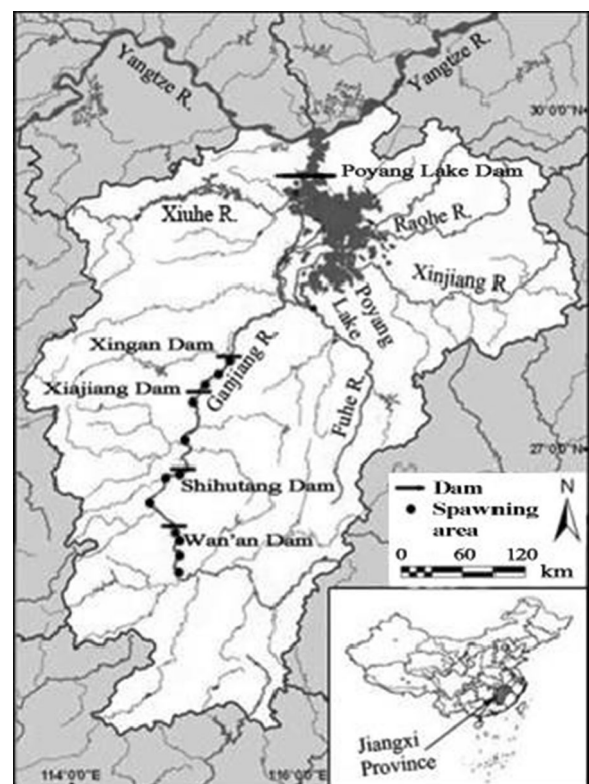 Yangtze R.
Yangtze R.
30°0'0"N
Poyang Lake Dam
Xiuhe R.
Raohe R.
Xinjiang R.
Poyang
Lake
Xingan Dam
Ganjiang R.
Xiajiang Dam
Fuhe R.
27°0'0"N
Shihutang Dam
Dam
N
Spawning
area
Wan'an Dam
0 60 120
km
Jiangxi
Province
114°0'0"E
116°0'0"E